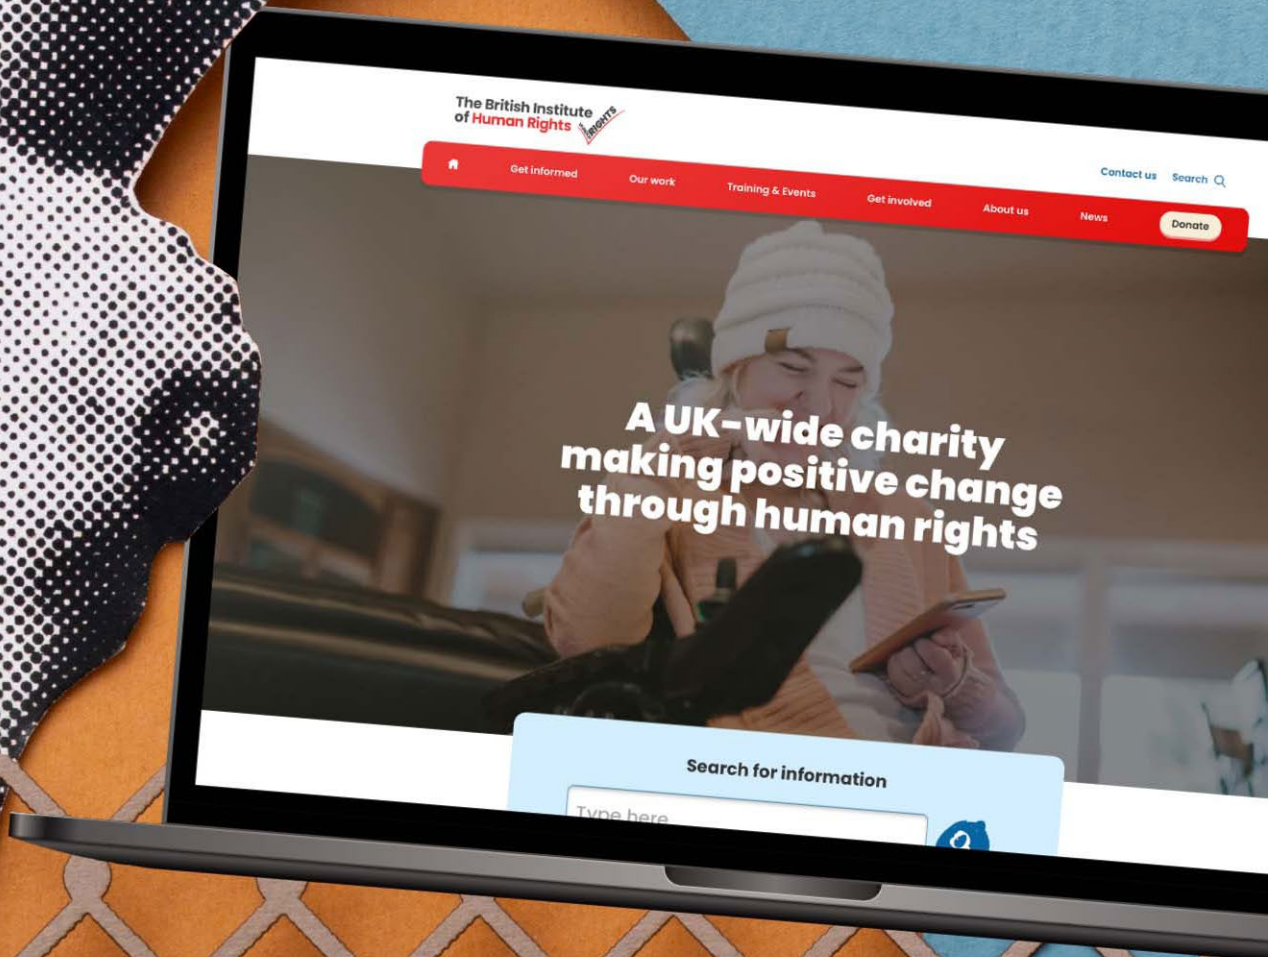 The British Institute
of Human Rights
RIGHTS
Contact us
Search
Get informed
Our work
Training & Events
Get involved
About us
News
Donate
A UK-wide charity
making positive change
through human rights
Search for information
Type here